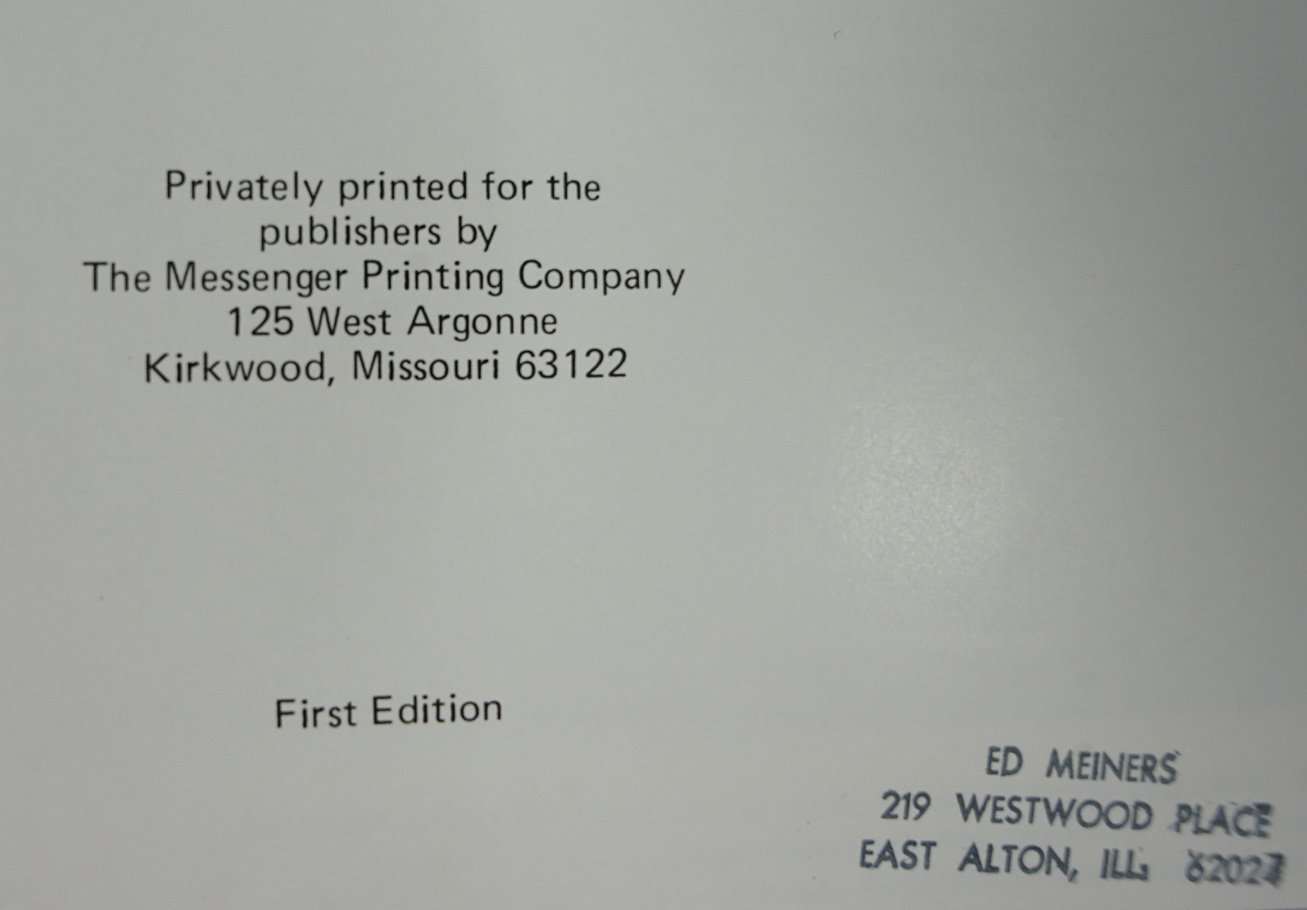 Privately printed for the
publishers by
The Messenger Printing Company
125 West Argonne
Kirkwood, Missouri 63122
First Edition
ED MEINERS
219 WESTWOOD PLACE
EAST ALTON, ILL.